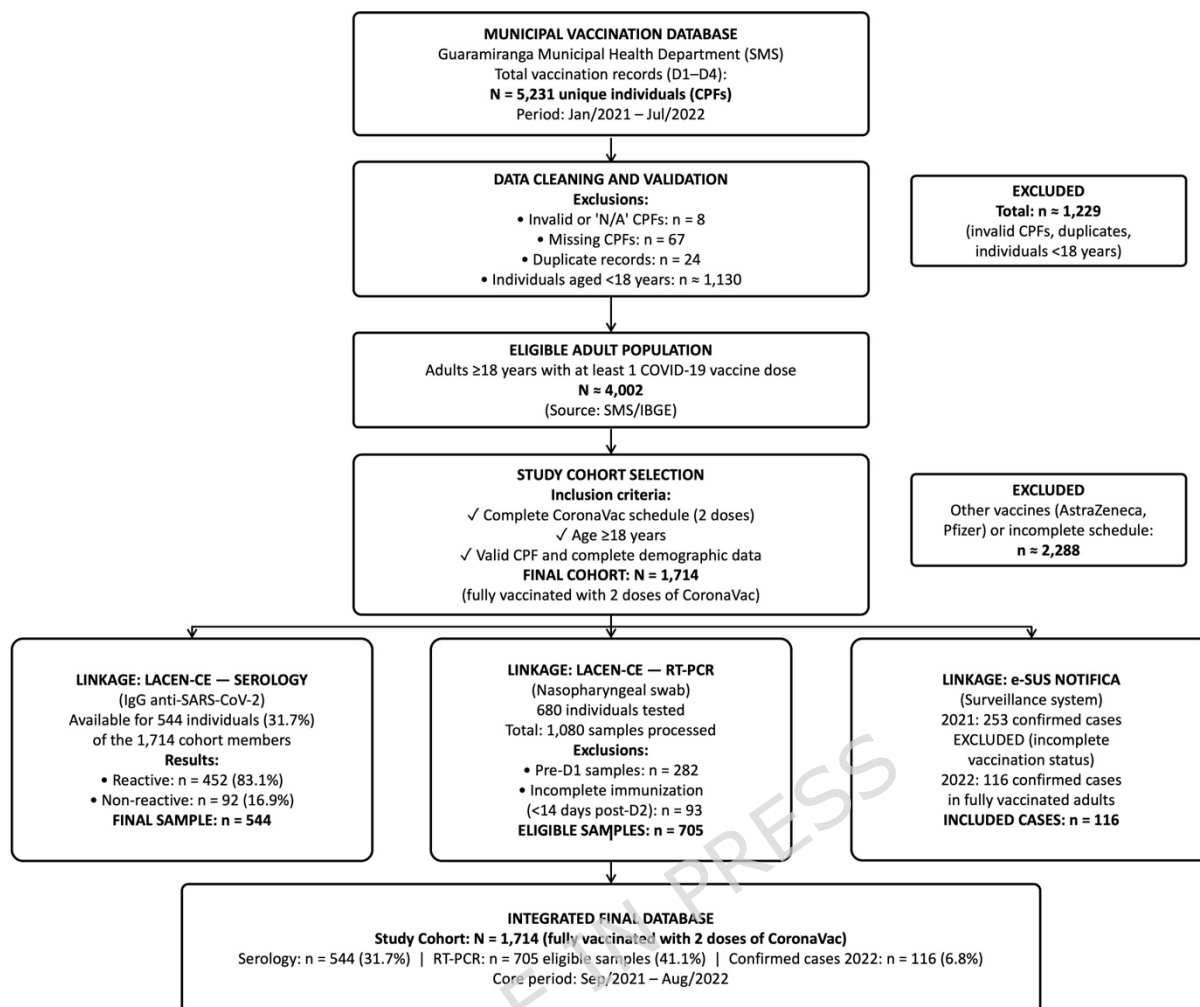 MUNICIPAL VACCINATION DATABASE
Guaramiranga Municipal Health Department (SMS)
Total vaccination records (D1–D4):
N = 5,231 unique individuals (CPFs)
Period: Jan/2021 – Jul/2022
DATA CLEANING AND VALIDATION
Exclusions:
• Invalid or 'N/A' CPFs: n = 8
• Missing CPFs: n = 67
• Duplicate records: n = 24
• Individuals aged <18 years: n ≈ 1,130
EXCLUDED
Total: n ≈ 1,229
(invalid CPFs, duplicates,
individuals <18 years)
ELIGIBLE ADULT POPULATION
Adults ≥18 years with at least 1 COVID-19 vaccine dose
N ≈ 4,002
(Source: SMS/IBGE)
STUDY COHORT SELECTION
Inclusion criteria:
✓ Complete CoronaVac schedule (2 doses)
✓ Age ≥18 years
✓ Valid CPF and complete demographic data
FINAL COHORT: N = 1,714
(fully vaccinated with 2 doses of CoronaVac)
EXCLUDED
Other vaccines (AstraZeneca,
Pfizer) or incomplete schedule:
n ≈ 2,288
LINKAGE: LACEN-CE — SEROLOGY
(IgG anti-SARS-CoV-2)
Available for 544 individuals (31.7%)
of the 1,714 cohort members
Results:
• Reactive: n = 452 (83.1%)
• Non-reactive: n = 92 (16.9%)
FINAL SAMPLE: n = 544
LINKAGE: LACEN-CE — RT-PCR
(Nasopharyngeal swab)
680 individuals tested
Total: 1,080 samples processed
Exclusions:
• Pre-D1 samples: n = 282
• Incomplete immunization
(<14 days post-D2): n = 93
ELIGIBLE SAMPLES: n = 705
LINKAGE: e-SUS NOTIFICA
(Surveillance system)
2021: 253 confirmed cases
EXCLUDED (incomplete
vaccination status)
2022: 116 confirmed cases
in fully vaccinated adults
INCLUDED CASES: n = 116
INTEGRATED FINAL DATABASE
Study Cohort: N = 1,714 (fully vaccinated with 2 doses of CoronaVac)
Serology: n = 544 (31.7%) | RT-PCR: n = 705 eligible samples (41.1%) | Confirmed cases 2022: n = 116 (6.8%)
Core period: Sep/2021 – Aug/2022
E IN PRESS